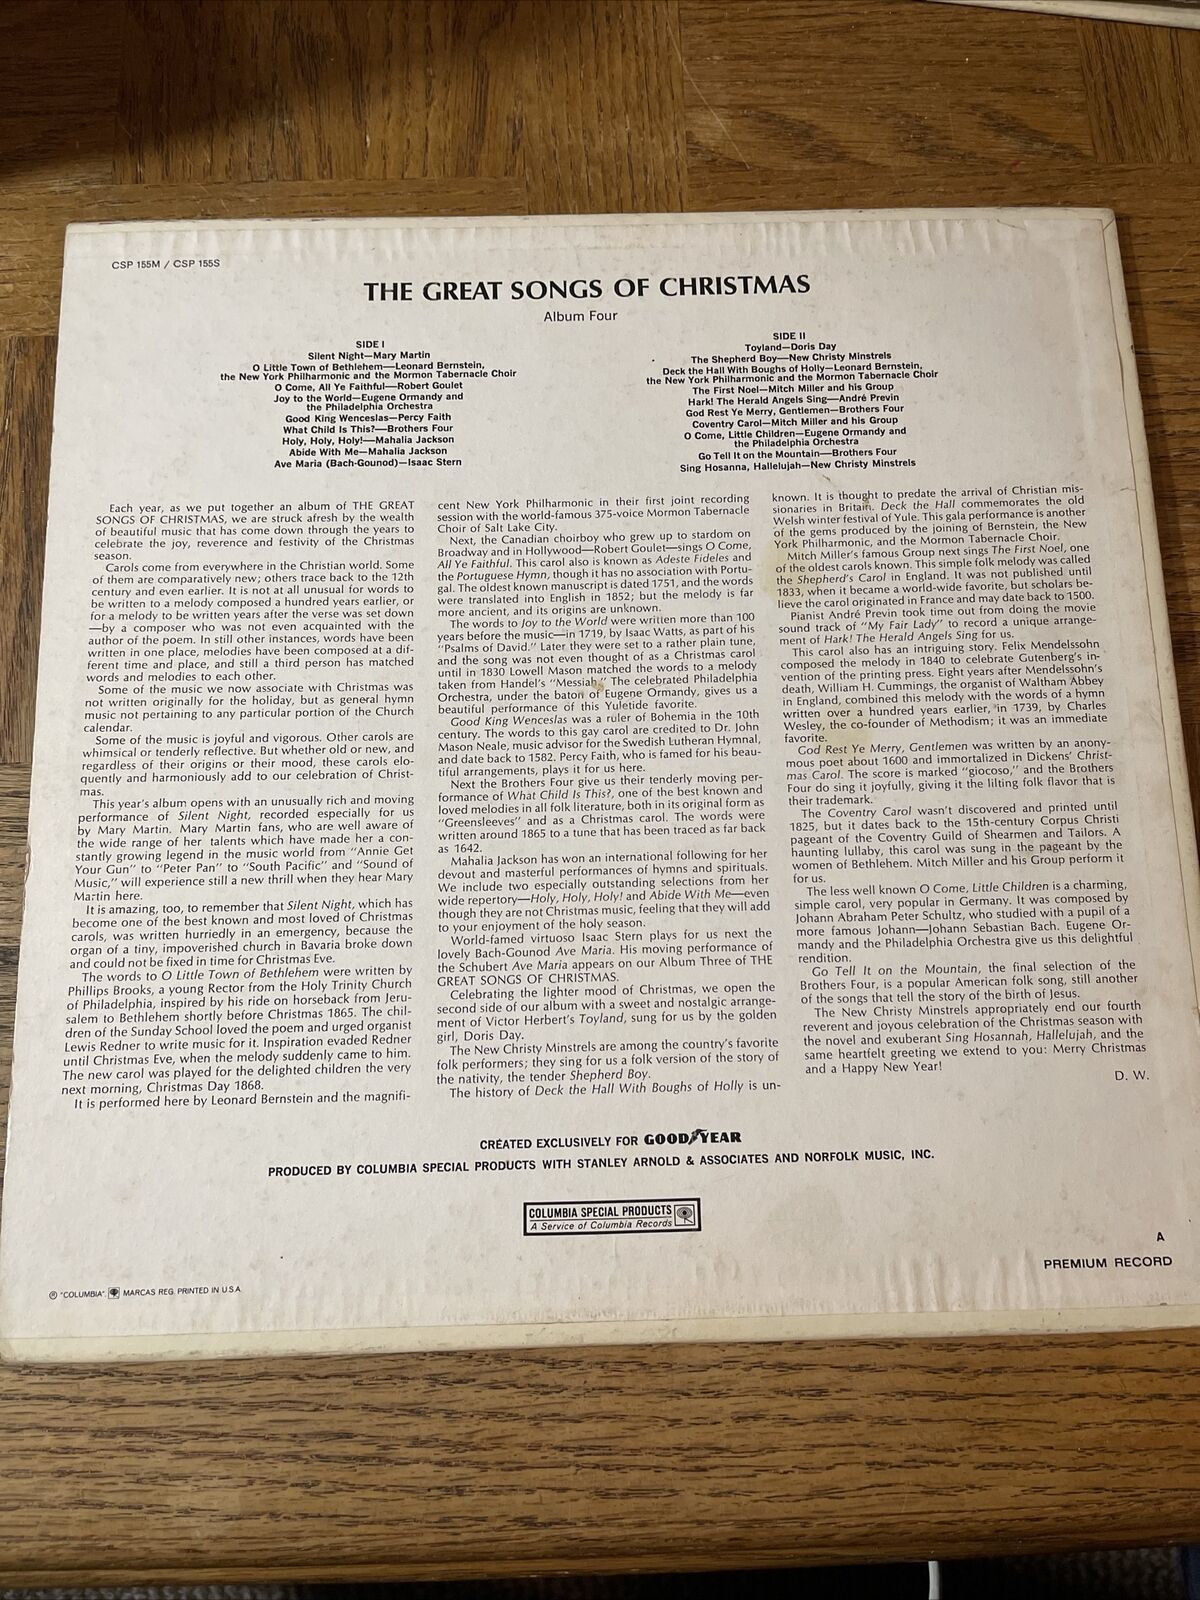 CSP 155M / CSP 155S
THE GREAT SONGS OF CHRISTMAS
Album Four
SIDE I
Silent Night—Mary Martin
O Little Town of Bethlehem—Leonard Bernstein,
the New York Philharmonic and the Mormon Tabernacle Choir
O Come, All Ye Faithful—Robert Goulet
Joy to the World—Eugene Ormandy and
the Philadelphia Orchestra
Good King Wenceslas—Percy Faith
What Child Is This?—Brothers Four
Holy, Holy, Holy!—Mahalia Jackson
Abide With Me—Mahalia Jackson
Ave Maria (Bach-Gounod)—Isaac Stern
SIDE II
Toyland—Doris Day
The Shepherd Boy—New Christy Minstrels
Deck the Hall With Boughs of Holly—Leonard Bernstein,
the New York Philharmonic and the Mormon Tabernacle Choir
The First Noel—Mitch Miller and his Group
Hark! The Herald Angels Sing—André Previn
God Rest Ye Merry, Gentlemen—Brothers Four
Coventry Carol—Mitch Miller and his Group
O Come, Little Children—Eugene Ormandy and
the Philadelphia Orchestra
Go Tell It on the Mountain—Brothers Four
Sing Hosanna, Hallelujah—New Christy Minstrels
Each year, as we put together an album of THE GREAT
SONGS OF CHRISTMAS, we are struck afresh by the wealth
of beautiful music that has come down through the years to
celebrate the joy, reverence and festivity of the Christmas
season.
Carols come from everywhere in the Christian world. Some
of them are comparatively new; others trace back to the 12th
century and even earlier. It is not at all unusual for words to
be written to a melody composed a hundred years earlier, or
for a melody to be written years after the verse was set down
—by a composer who was not even acquainted with the
author of the poem. In still other instances, words have been
written in one place, melodies have been composed at a dif-
ferent time and place, and still a third person has matched
words and melodies to each other.
Some of the music we now associate with Christmas was
not written originally for the holiday, but as general hymn
music not pertaining to any particular portion of the Church
calendar.
Some of the music is joyful and vigorous. Other carols are
whimsical or tenderly reflective. But whether old or new, and
regardless of their origins or their mood, these carols elo-
quently and harmoniously add to our celebration of Christ-
mas.
This year's album opens with an unusually rich and moving
performance of Silent Night, recorded especially for us
by Mary Martin. Mary Martin fans, who are well aware of
the wide range of her talents which have made her a con-
stantly growing legend in the music world from "Annie Get
Your Gun" to "Peter Pan" to "South Pacific" and "Sound of
Music," will experience still a new thrill when they hear Mary
Martin here.
It is amazing, too, to remember that Silent Night, which has
become one of the best known and most loved of Christmas
carols, was written hurriedly in an emergency, because the
organ of a tiny, impoverished church in Bavaria broke down
and could not be fixed in time for Christmas Eve.
The words to O Little Town of Bethlehem were written by
Phillips Brooks, a young Rector from the Holy Trinity Church
of Philadelphia, inspired by his ride on horseback from Jeru-
salem to Bethlehem shortly before Christmas 1865. The chil-
dren of the Sunday School loved the poem and urged organist
Lewis Redner to write music for it. Inspiration evaded Redner
until Christmas Eve, when the melody suddenly came to him.
The new carol was played for the delighted children the very
next morning, Christmas Day 1868.
It is performed here by Leonard Bernstein and the magnifi-
cent New York Philharmonic in their first joint recording
session with the world-famous 375-voice Mormon Tabernacle
Choir of Salt Lake City.
Next, the Canadian choirboy who grew up to stardom on
Broadway and in Hollywood—Robert Goulet—sings O Come,
All Ye Faithful. This carol also is known as Adeste Fideles and
the Portuguese Hymn, though it has no association with Portu-
gal. The oldest known manuscript is dated 1751, and the words
were translated into English in 1852; but the melody is far
more ancient, and its origins are unknown.
The words to Joy to the World were written more than 100
years before the music—in 1719, by Isaac Watts, as part of his
"Psalms of David." Later they were set to a rather plain tune,
and the song was not even thought of as a Christmas carol
until in 1830 Lowell Mason matched the words to a melody
taken from Handel's "Messiah." The celebrated Philadelphia
Orchestra, under the baton of Eugene Ormandy, gives us a
beautiful performance of this Yuletide favorite.
Good King Wenceslas was a ruler of Bohemia in the 10th
century. The words to this gay carol are credited to Dr. John
Mason Neale, music advisor for the Swedish Lutheran Hymnal,
and date back to 1582. Percy Faith, who is famed for his beau-
tiful arrangements, plays it for us here.
Next the Brothers Four give us their tenderly moving per-
formance of What Child Is This?, one of the best known and
loved melodies in all folk literature, both in its original form as
"Greensleeves" and as a Christmas carol. The words were
written around 1865 to a tune that has been traced as far back
as 1642.
Mahalia Jackson has won an international following for her
devout and masterful performances of hymns and spirituals.
We include two especially outstanding selections from her
wide repertory—Holy, Holy, Holy! and Abide With Me—even
though they are not Christmas music, feeling that they will add
to your enjoyment of the holy season.
World-famed virtuoso Isaac Stern plays for us next the
lovely Bach-Gounod Ave Maria. His moving performance of
the Schubert Ave Maria appears on our Album Three of THE
GREAT SONGS OF CHRISTMAS.
Celebrating the lighter mood of Christmas, we open the
second side of our album with a sweet and nostalgic arrange-
ment of Victor Herbert's Toyland, sung for us by the golden
girl, Doris Day.
The New Christy Minstrels are among the country's favorite
folk performers; they sing for us a folk version of the story of
the nativity, the tender Shepherd Boy.
The history of Deck the Hall With Boughs of Holly is un-
known. It is thought to predate the arrival of Christian mis-
sionaries in Britain. Deck the Hall commemorates the old
Welsh winter festival of Yule. This gala performance is another
of the gems produced by the joining of Bernstein, the New
York Philharmonic, and the Mormon Tabernacle Choir.
Mitch Miller's famous Group next sings The First Noel, one
of the oldest carols known. This simple folk melody was called
the Shepherd's Carol in England. It was not published until
1833, when it became a world-wide favorite, but scholars be-
lieve the carol originated in France and may date back to 1500.
Pianist André Previn took time out from doing the movie
sound track of "My Fair Lady" to record a unique arrange-
ment of Hark! The Herald Angels Sing for us.
This carol also has an intriguing story. Felix Mendelssohn
composed the melody in 1840 to celebrate Gutenberg's in-
vention of the printing press. Eight years after Mendelssohn's
death, William H. Cummings, the organist of Waltham Abbey
in England, combined this melody with the words of a hymn
written over a hundred years earlier, in 1739, by Charles
Wesley, the co-founder of Methodism; it was an immediate
favorite.
God Rest Ye Merry, Gentlemen was written by an anony-
mous poet about 1600 and immortalized in Dickens' Christ-
mas Carol. The score is marked "giocoso," and the Brothers
Four do sing it joyfully, giving it the lilting folk flavor that is
their trademark.
The Coventry Carol wasn't discovered and printed until
1825, but it dates back to the 15th-century Corpus Christi
pageant of the Coventry Guild of Shearmen and Tailors. A
haunting lullaby, this carol was sung in the pageant by the
women of Bethlehem. Mitch Miller and his Group perform it
for us.
The less well known O Come, Little Children is a charming,
simple carol, very popular in Germany. It was composed by
Johann Abraham Peter Schultz, who studied with a pupil of a
more famous Johann—Johann Sebastian Bach. Eugene Or-
mandy and the Philadelphia Orchestra give us this delightful
rendition.
Go Tell It on the Mountain, the final selection of the
Brothers Four, is a popular American folk song, still another
of the songs that tell the story of the birth of Jesus.
The New Christy Minstrels appropriately end our fourth
reverent and joyous celebration of the Christmas season with
the novel and exuberant Sing Hosannah, Hallelujah, and the
same heartfelt greeting we extend to you: Merry Christmas
and a Happy New Year!
D. W.
CREATED EXCLUSIVELY FOR GOODYEAR
PRODUCED BY COLUMBIA SPECIAL PRODUCTS WITH STANLEY ARNOLD & ASSOCIATES AND NORFOLK MUSIC, INC.
COLUMBIA SPECIAL PRODUCTS
A Service of Columbia Records
A
PREMIUM RECORD
® "COLUMBIA", MARCAS REG. PRINTED IN U.S.A.